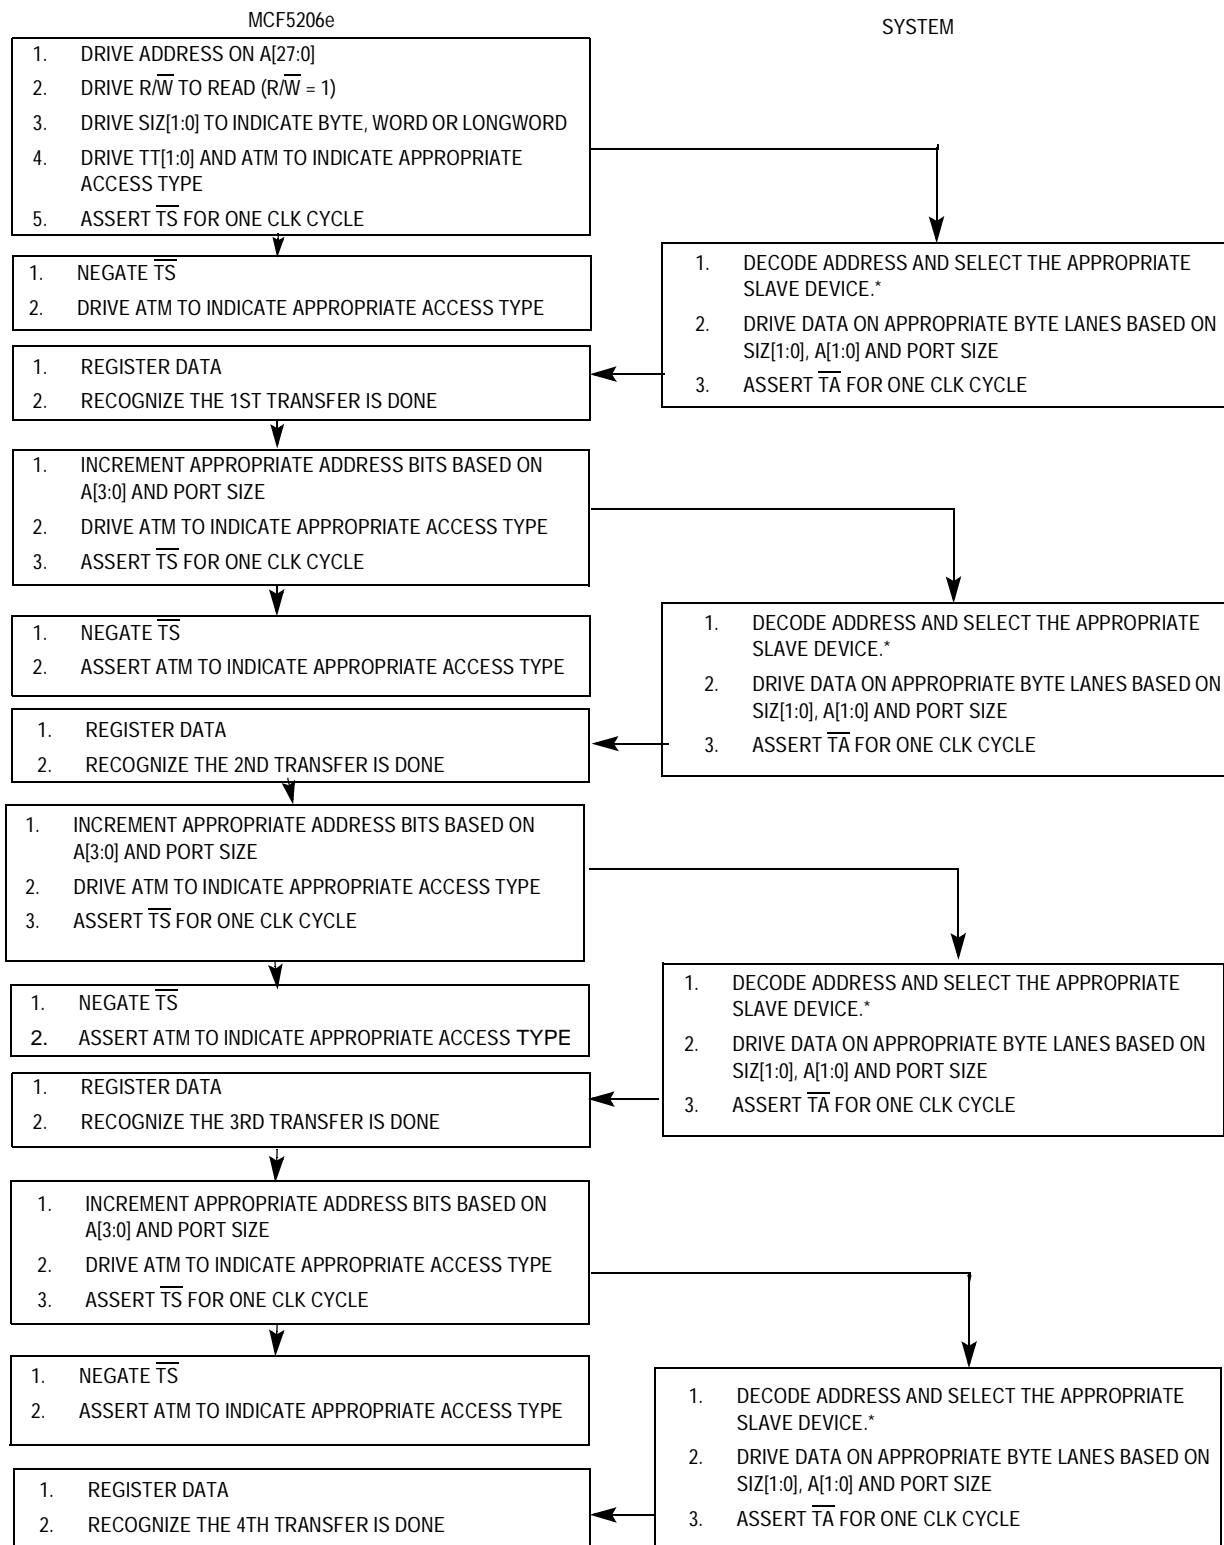 MCF5206e
SYSTEM
1. DRIVE ADDRESS ON A[27:0]
2. DRIVE R/W̅ TO READ (R/W̅ = 1)
3. DRIVE SIZ[1:0] TO INDICATE BYTE, WORD OR LONGWORD
4. DRIVE TT[1:0] AND ATM TO INDICATE APPROPRIATE
ACCESS TYPE
5. ASSERT T̅S̅ FOR ONE CLK CYCLE
1. NEGATE T̅S̅
2. DRIVE ATM TO INDICATE APPROPRIATE ACCESS TYPE
1. DECODE ADDRESS AND SELECT THE APPROPRIATE
SLAVE DEVICE.*
2. DRIVE DATA ON APPROPRIATE BYTE LANES BASED ON
SIZ[1:0], A[1:0] AND PORT SIZE
3. ASSERT T̅A̅ FOR ONE CLK CYCLE
1. REGISTER DATA
2. RECOGNIZE THE 1ST TRANSFER IS DONE
1. INCREMENT APPROPRIATE ADDRESS BITS BASED ON
A[3:0] AND PORT SIZE
2. DRIVE ATM TO INDICATE APPROPRIATE ACCESS TYPE
3. ASSERT T̅S̅ FOR ONE CLK CYCLE
1. NEGATE T̅S̅
2. ASSERT ATM TO INDICATE APPROPRIATE ACCESS TYPE
1. DECODE ADDRESS AND SELECT THE APPROPRIATE
SLAVE DEVICE.*
2. DRIVE DATA ON APPROPRIATE BYTE LANES BASED ON
SIZ[1:0], A[1:0] AND PORT SIZE
3. ASSERT T̅A̅ FOR ONE CLK CYCLE
1. REGISTER DATA
2. RECOGNIZE THE 2ND TRANSFER IS DONE
1. INCREMENT APPROPRIATE ADDRESS BITS BASED ON
A[3:0] AND PORT SIZE
2. DRIVE ATM TO INDICATE APPROPRIATE ACCESS TYPE
3. ASSERT T̅S̅ FOR ONE CLK CYCLE
1. NEGATE T̅S̅
2. ASSERT ATM TO INDICATE APPROPRIATE ACCESS TYPE
1. DECODE ADDRESS AND SELECT THE APPROPRIATE
SLAVE DEVICE.*
2. DRIVE DATA ON APPROPRIATE BYTE LANES BASED ON
SIZ[1:0], A[1:0] AND PORT SIZE
3. ASSERT T̅A̅ FOR ONE CLK CYCLE
1. REGISTER DATA
2. RECOGNIZE THE 3RD TRANSFER IS DONE
1. INCREMENT APPROPRIATE ADDRESS BITS BASED ON
A[3:0] AND PORT SIZE
2. DRIVE ATM TO INDICATE APPROPRIATE ACCESS TYPE
3. ASSERT T̅S̅ FOR ONE CLK CYCLE
1. NEGATE T̅S̅
2. ASSERT ATM TO INDICATE APPROPRIATE ACCESS TYPE
1. DECODE ADDRESS AND SELECT THE APPROPRIATE
SLAVE DEVICE.*
2. DRIVE DATA ON APPROPRIATE BYTE LANES BASED ON
SIZ[1:0], A[1:0] AND PORT SIZE
3. ASSERT T̅A̅ FOR ONE CLK CYCLE
1. REGISTER DATA
2. RECOGNIZE THE 4TH TRANSFER IS DONE